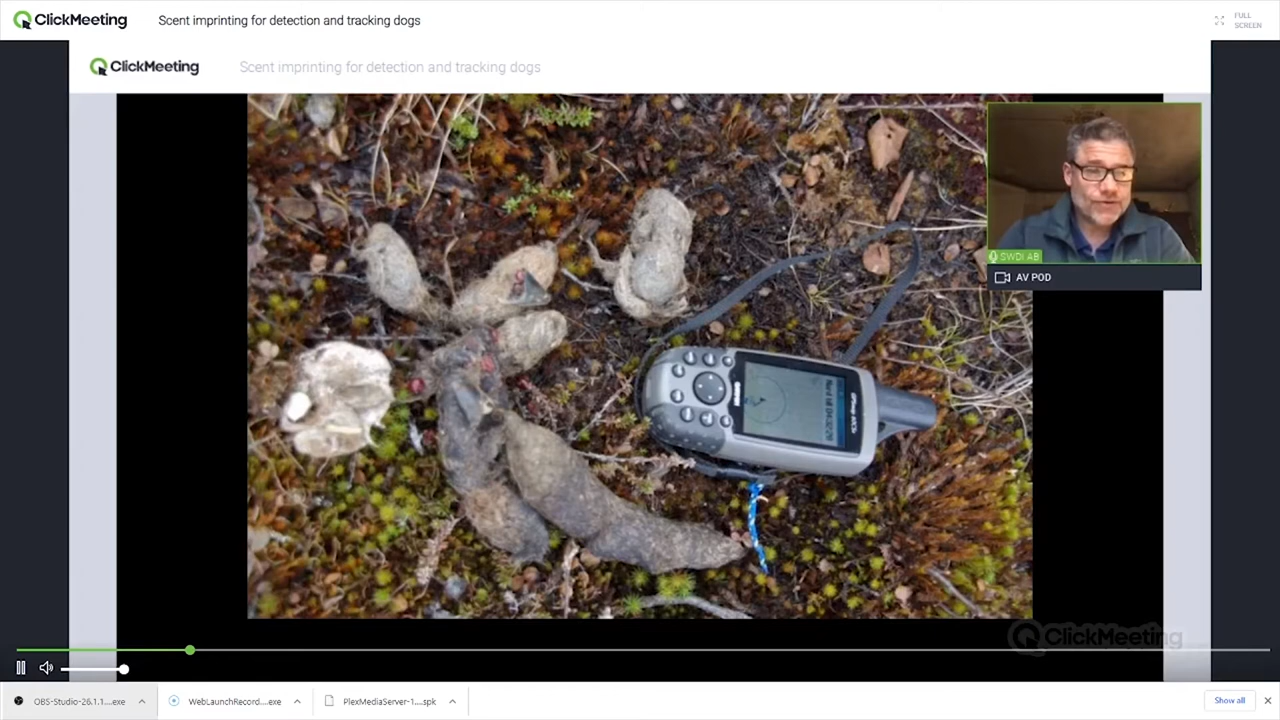 ClickMeeting
Scent imprinting for detection and tracking dogs
FULL
SCREEN
ClickMeeting
Scent imprinting for detection and tracking dogs
SWDI AB
AV POD
GARMIN
ClickMeeting
OBS-Studio-26.1.1....exe
WebLaunchRecord....exe
PlexMediaServer-1....spk
Show all